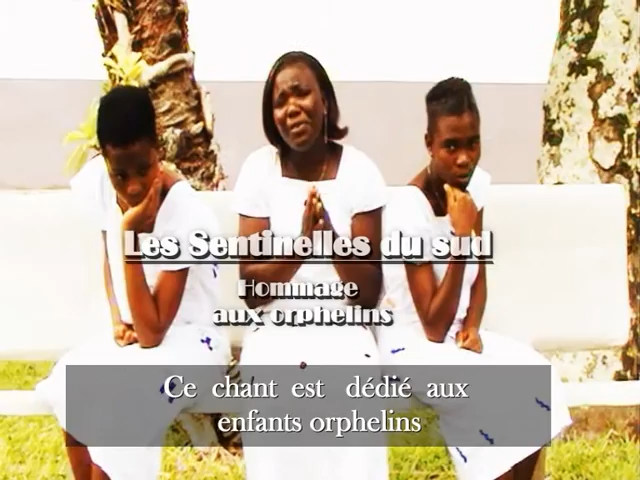 Les Sentinelles du sud
Hommage
aux orphelins
Ce chant est dédié aux
enfants orphelins